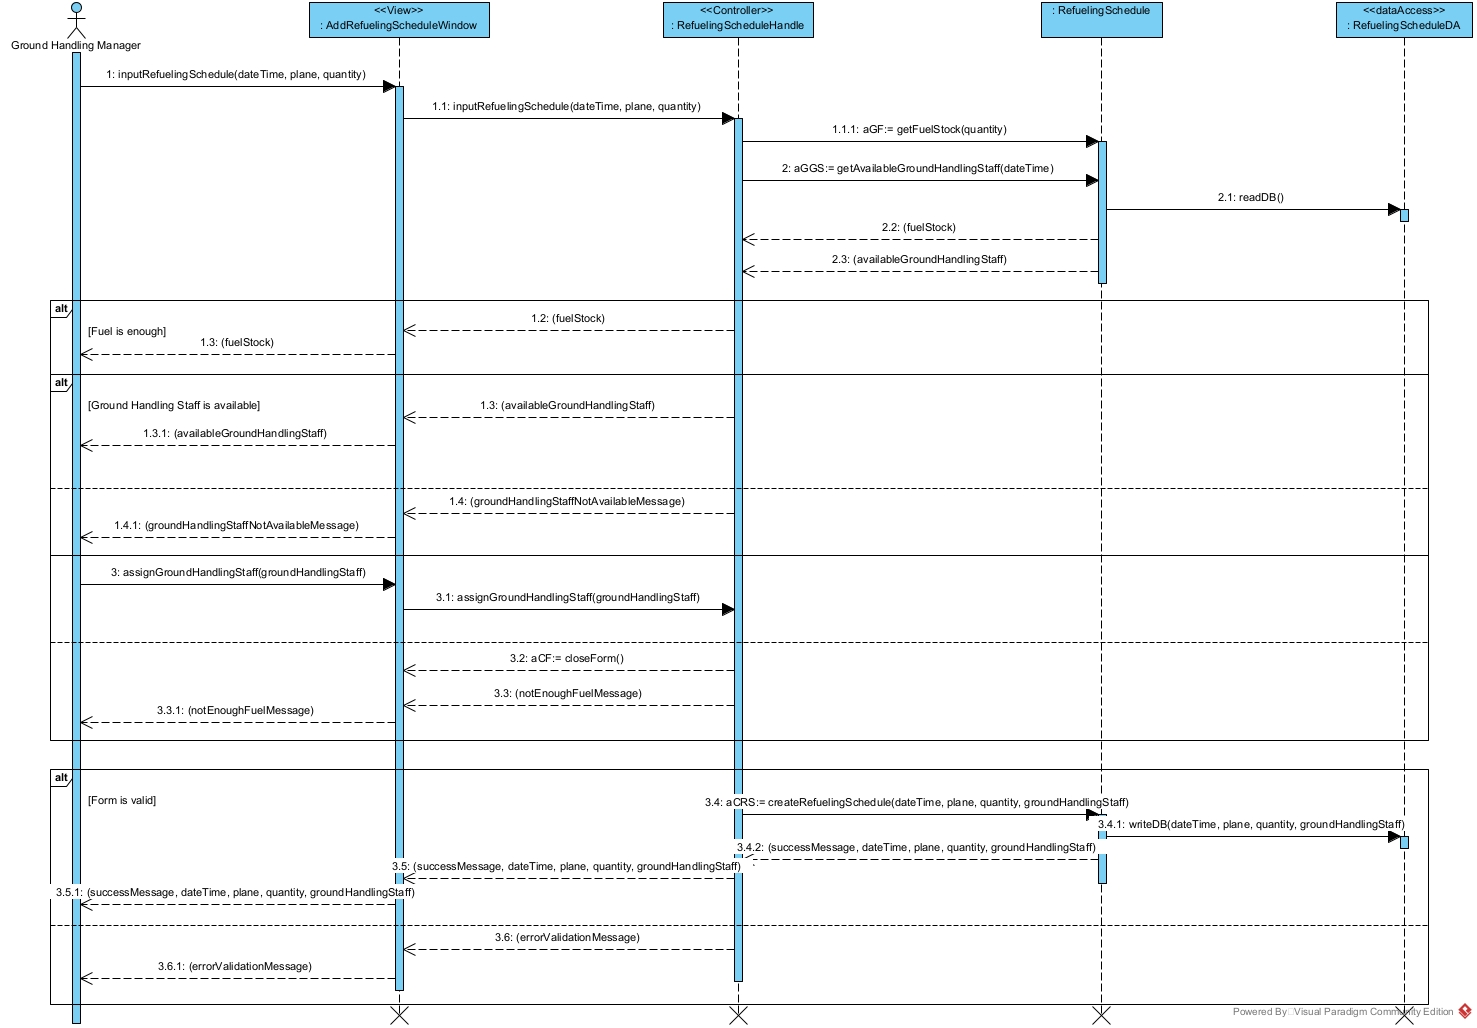 <<View>>
: AddRefuelingScheduleWindow
<<Controller>>
: RefuelingScheduleHandle
: RefuelingSchedule
<<dataAccess>>
: RefuelingScheduleDA
Ground Handling Manager
1: inputRefuelingSchedule(dateTime, plane, quantity)
1.1: inputRefuelingSchedule(dateTime, plane, quantity)
1.1.1: aGF:= getFuelStock(quantity)
2: aGGS:= getAvailableGroundHandlingStaff(dateTime)
2.1: readDB()
2.2: (fuelStock)
2.3: (availableGroundHandlingStaff)
alt
1.2: (fuelStock)
[Fuel is enough]
1.3: (fuelStock)
alt
[Ground Handling Staff is available]
1.3: (availableGroundHandlingStaff)
1.3.1: (availableGroundHandlingStaff)
1.4: (groundHandlingStaffNotAvailableMessage)
1.4.1: (groundHandlingStaffNotAvailableMessage)
3: assignGroundHandlingStaff(groundHandlingStaff)
3.1: assignGroundHandlingStaff(groundHandlingStaff)
3.2: aCF:= closeForm()
3.3: (notEnoughFuelMessage)
3.3.1: (notEnoughFuelMessage)
alt
[Form is valid]
3.4: aCRS:= createRefuelingSchedule(dateTime, plane, quantity, groundHandlingStaff)
3.4.1: writeDB(dateTime, plane, quantity, groundHandlingStaff)
3.4.2: (successMessage, dateTime, plane, quantity, groundHandlingStaff)
3.5: (successMessage, dateTime, plane, quantity, groundHandlingStaff)
3.5.1: (successMessage, dateTime, plane, quantity, groundHandlingStaff)
3.6: (errorValidationMessage)
3.6.1: (errorValidationMessage)
Powered By Visual Paradigm Community Edition